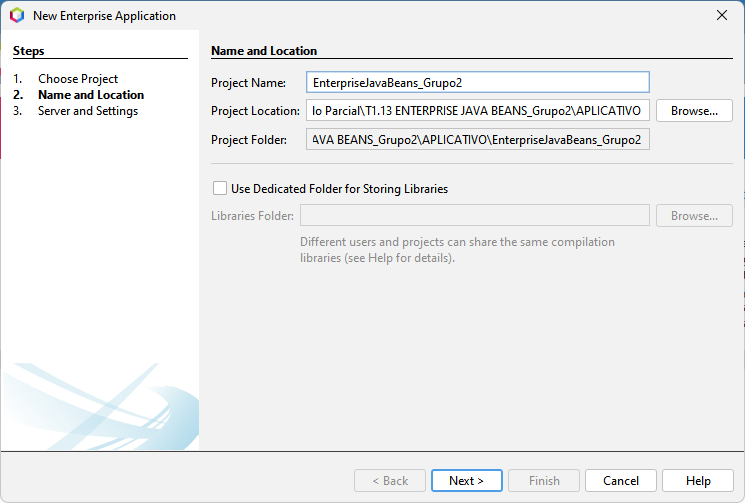 New Enterprise Application
Steps
1. Choose Project
2. Name and Location
3. Server and Settings
Name and Location
Project Name: EnterpriseJavaBeans_Grupo2
Project Location: lo Parcial\T1.13 ENTERPRISE JAVA BEANS_Grupo2\APLICATIVO Browse...
Project Folder: AVA BEANS_Grupo2\APLICATIVO\EnterpriseJavaBeans_Grupo2
Use Dedicated Folder for Storing Libraries
Libraries Folder: Browse...
Different users and projects can share the same compilation
libraries (see Help for details).
< Back Next > Finish Cancel Help